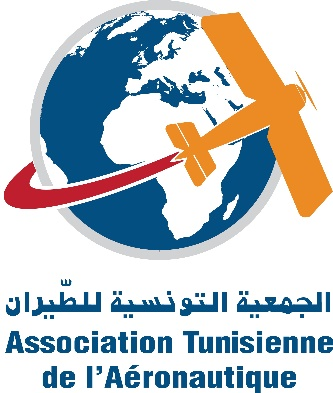 الجمعية التونسية للطّيران
Association Tunisienne
de l'Aéronautique